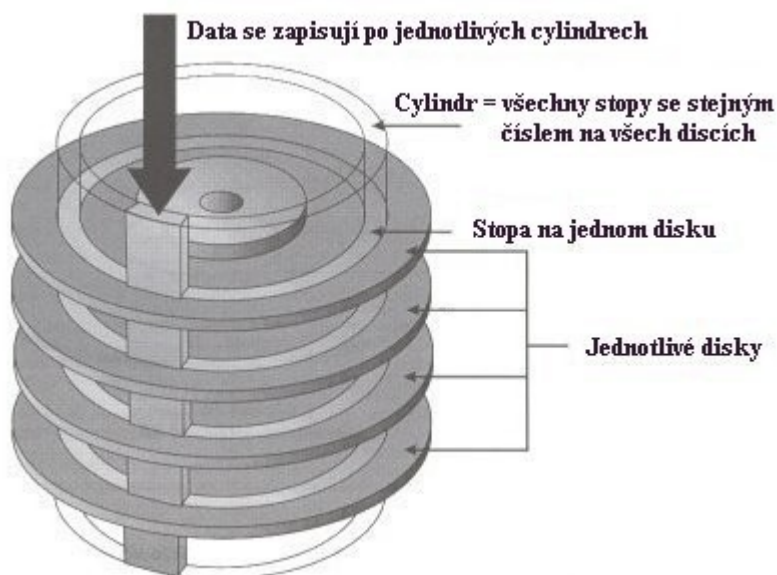 Data se zapisují po jednotlivých cylindrech
Cylindr = všechny stopy se stejným
číslem na všech discích
Stopa na jednom disku
Jednotlivé disky